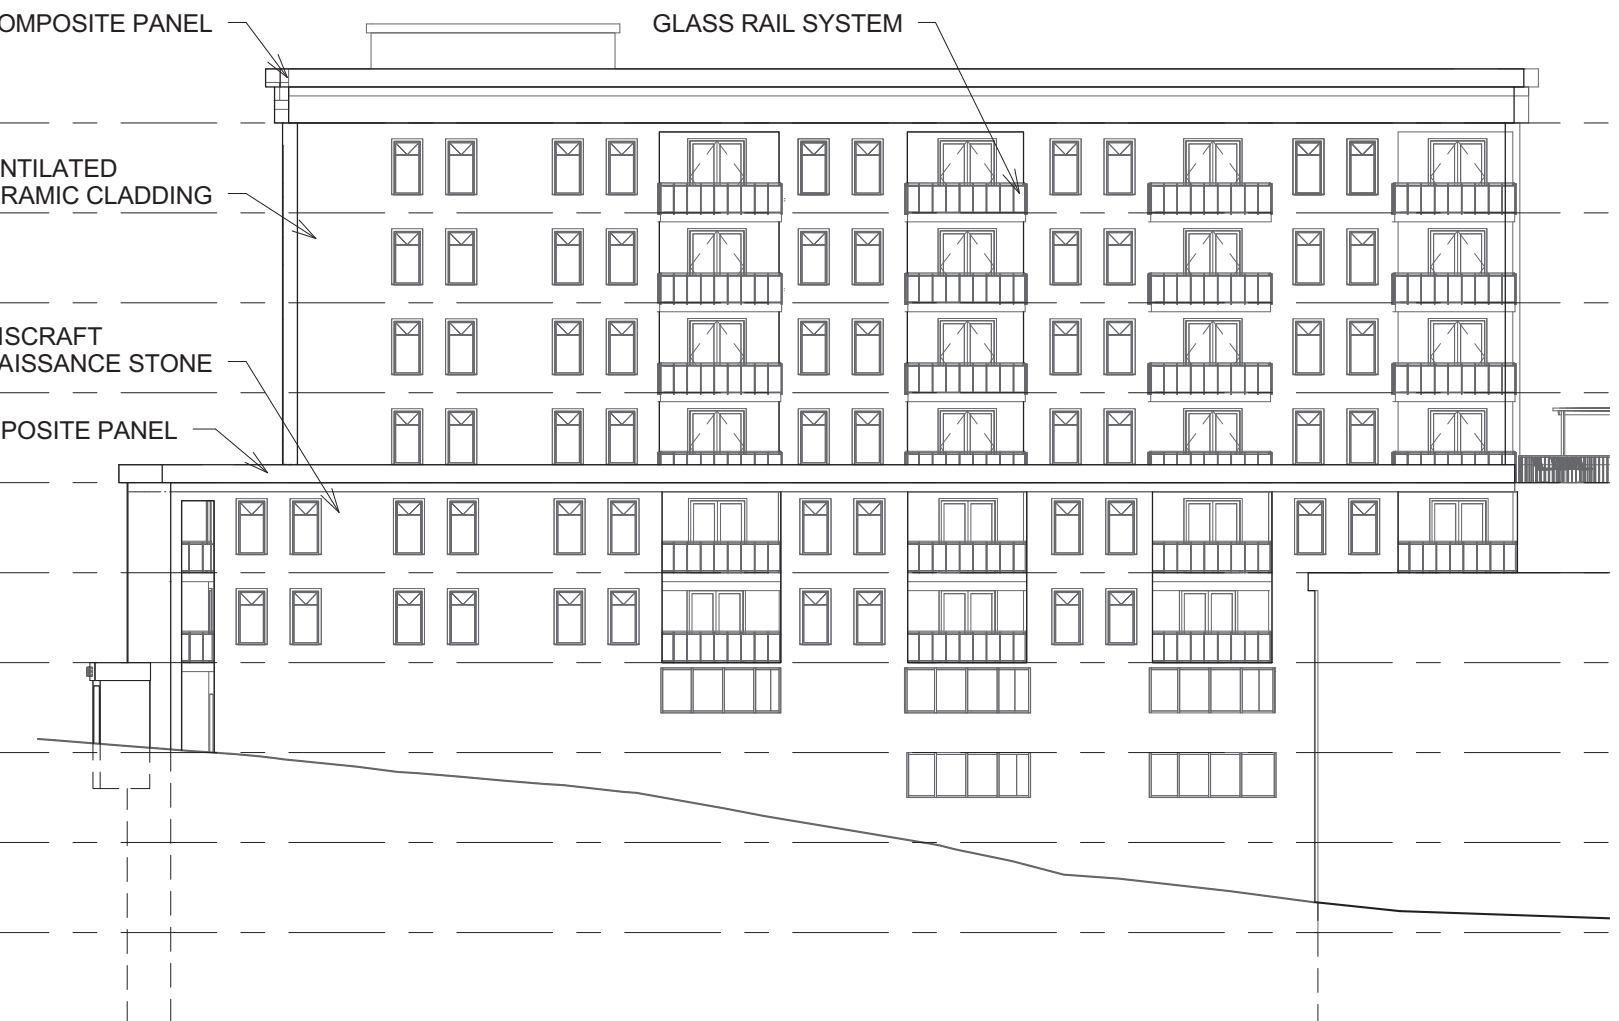 OMPOSITE PANEL
GLASS RAIL SYSTEM
NTILATED
RAMIC CLADDING
ISCRAFT
AISSANCE STONE
POSITE PANEL